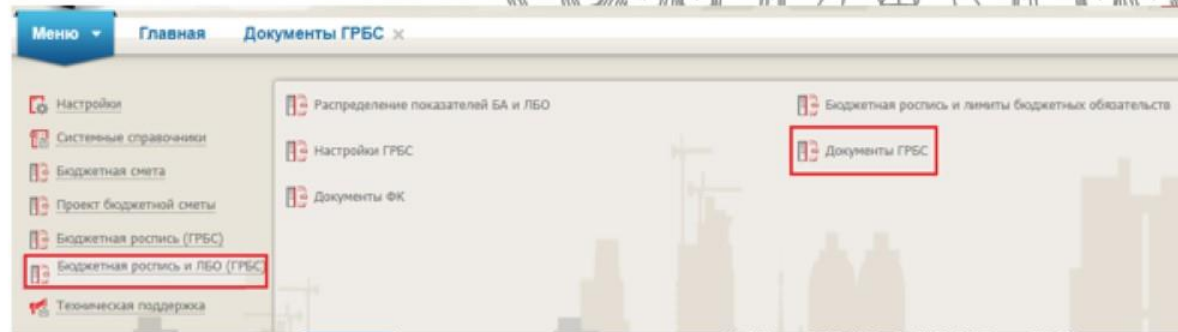 Меню
Главная
Документы ГРБС ×
Настройки
Системные справочники
Бюджетная смета
Проект бюджетной сметы
Бюджетная роспись (ГРБС)
Бюджетная роспись и ЛБО (ГРБС)
Техническая поддержка
Распределение показателей БА и ЛБО
Настройки ГРБС
Документы ФК
Бюджетная роспись и лимиты бюджетных обязательств
Документы ГРБС